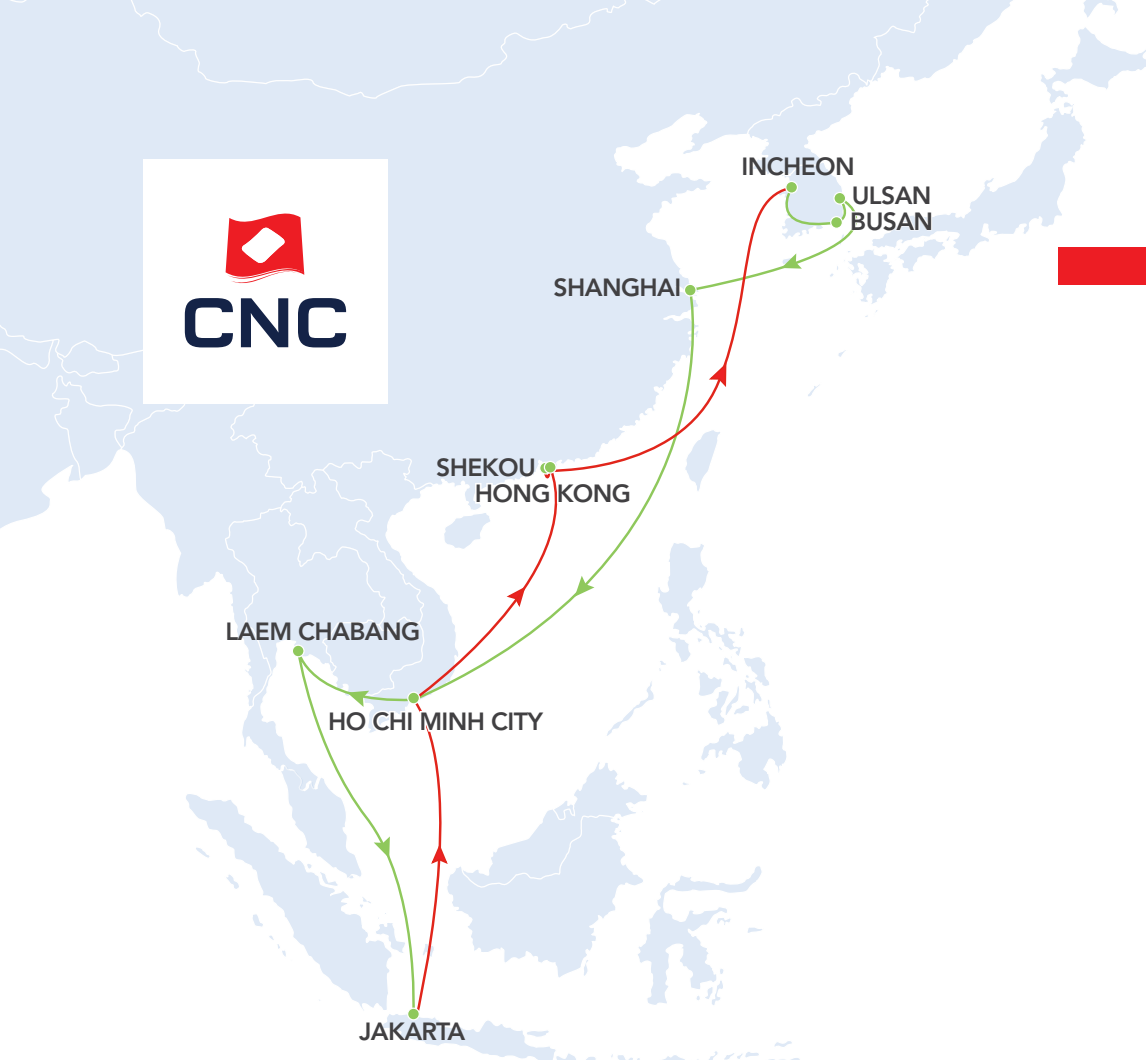 INCHEON
ULSAN
BUSAN
CNC
SHANGHAI
SHEKOU
HONG KONG
LAEM CHABANG
HO CHI MINH CITY
JAKARTA